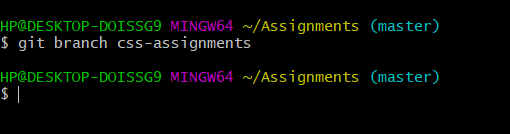 HP@DESKTOP-DOISSG9 MINGW64 ~/Assignments (master)
$ git branch css-assignments
HP@DESKTOP-DOISSG9 MINGW64 ~/Assignments (master)
$